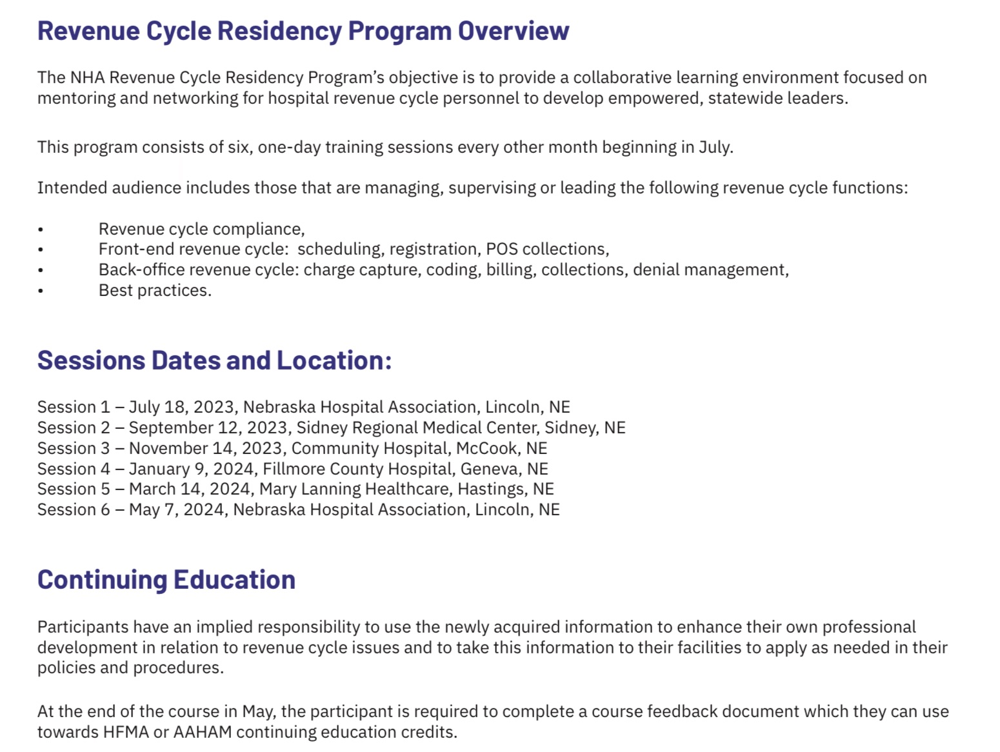 Revenue Cycle Residency Program Overview
The NHA Revenue Cycle Residency Program’s objective is to provide a collaborative learning environment focused on
mentoring and networking for hospital revenue cycle personnel to develop empowered, statewide leaders.
This program consists of six, one-day training sessions every other month beginning in July.
Intended audience includes those that are managing, supervising or leading the following revenue cycle functions:
• Revenue cycle compliance,
• Front-end revenue cycle:  scheduling, registration, POS collections,
• Back-office revenue cycle: charge capture, coding, billing, collections, denial management,
• Best practices.
Sessions Dates and Location:
Session 1 – July 18, 2023, Nebraska Hospital Association, Lincoln, NE
Session 2 – September 12, 2023, Sidney Regional Medical Center, Sidney, NE
Session 3 – November 14, 2023, Community Hospital, McCook, NE
Session 4 – January 9, 2024, Fillmore County Hospital, Geneva, NE
Session 5 – March 14, 2024, Mary Lanning Healthcare, Hastings, NE
Session 6 – May 7, 2024, Nebraska Hospital Association, Lincoln, NE
Continuing Education
Participants have an implied responsibility to use the newly acquired information to enhance their own professional
development in relation to revenue cycle issues and to take this information to their facilities to apply as needed in their
policies and procedures.
At the end of the course in May, the participant is required to complete a course feedback document which they can use
towards HFMA or AAHAM continuing education credits.